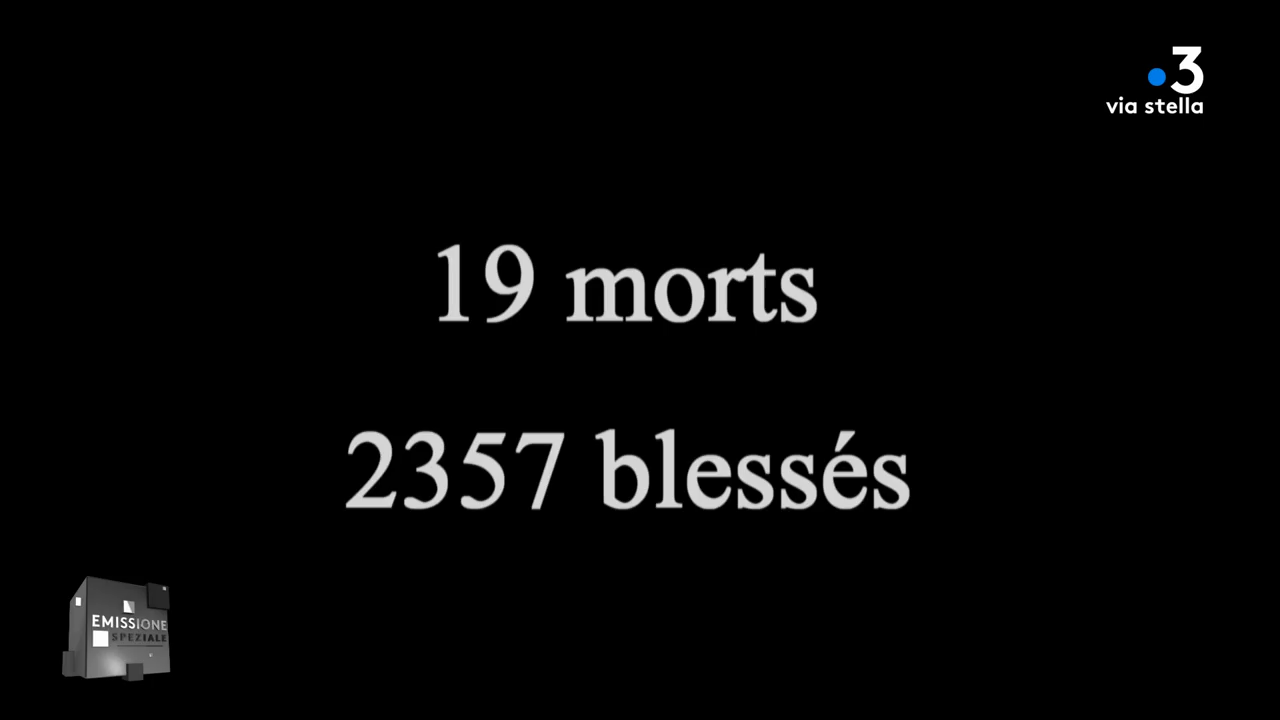 3
via stella
19 morts
2357 blessés
EMISSIONE
SPEZIALE